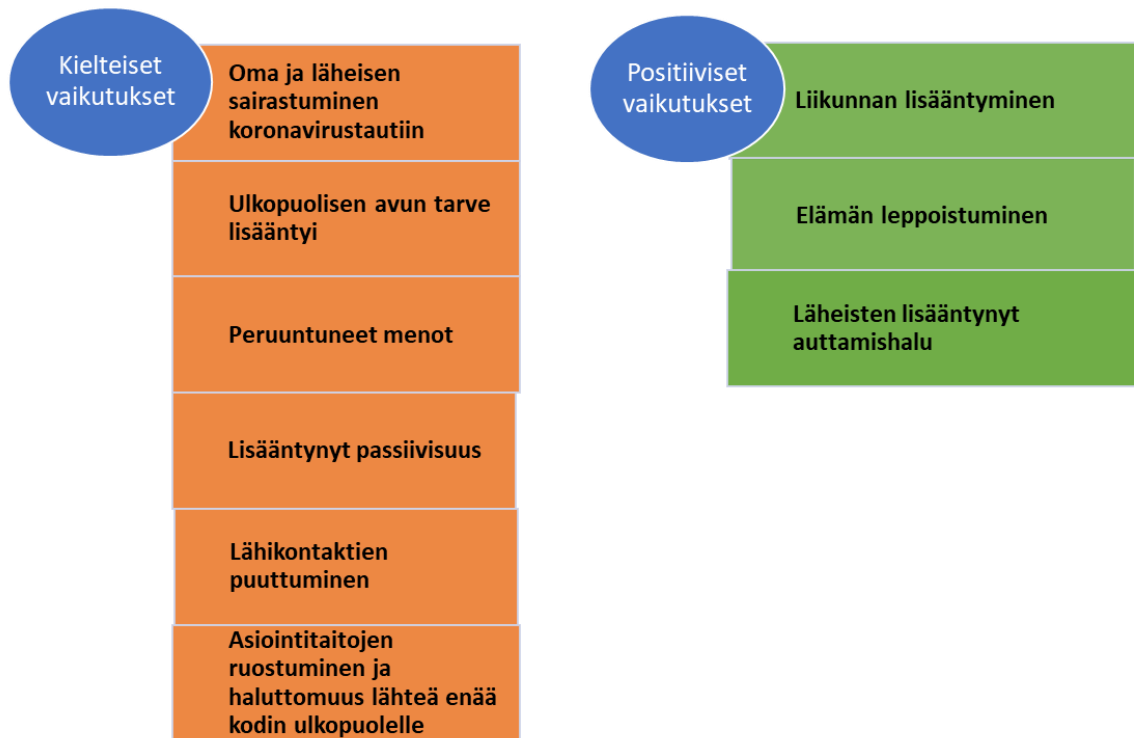 Kielteiset
vaikutukset
Oma ja läheisen
sairastuminen
koronavirustautiin
Ulkopuolisen avun tarve
lisääntyi
Peruuntuneet menot
Lisääntynyt passiivisuus
Lähikontaktien
puuttuminen
Asiointitaitojen
ruostuminen ja
haluttomuus lähteä enää
kodin ulkopuolelle
Positiiviset
vaikutukset
Liikunnan lisääntyminen
Elämän leppoistuminen
Läheisten lisääntynyt
auttamishalu